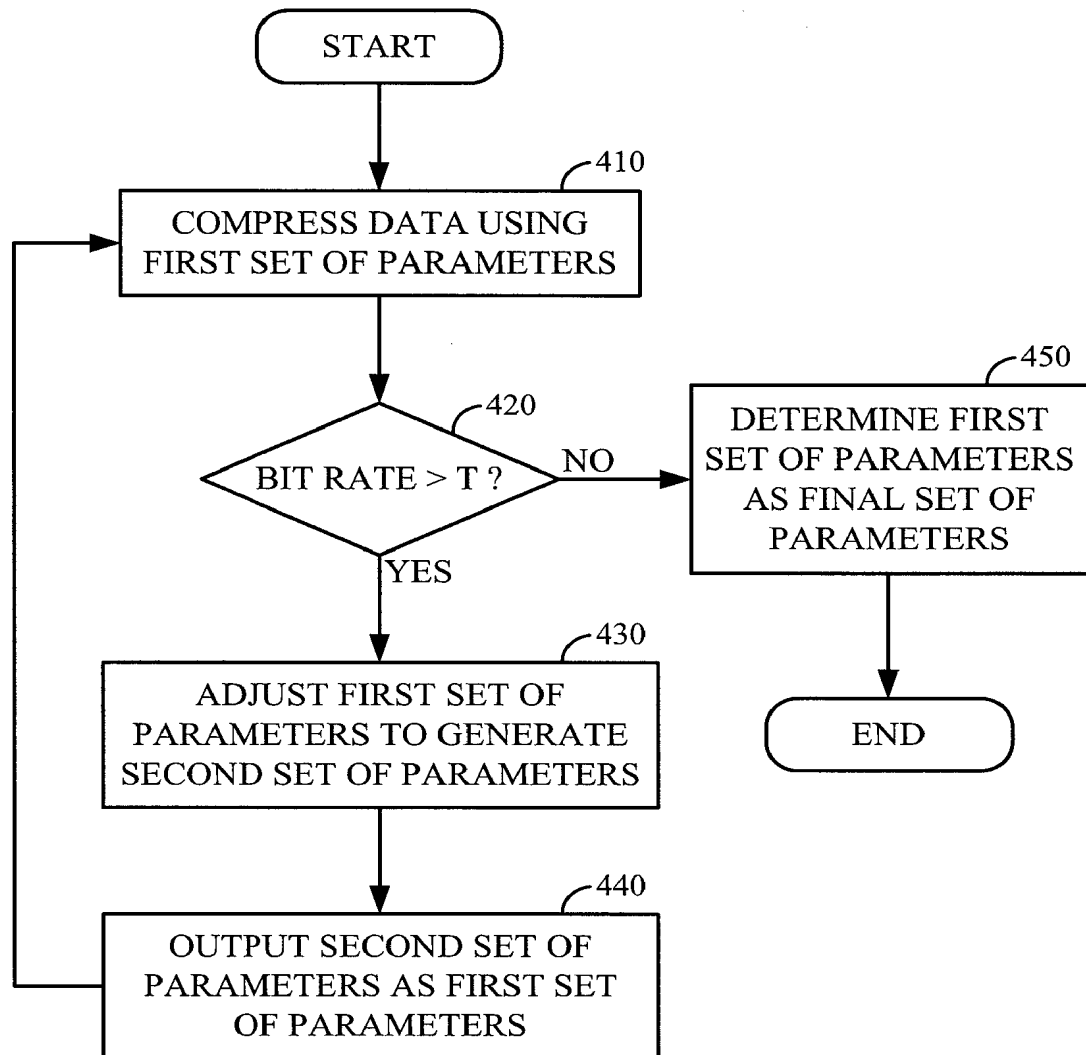 START
410
COMPRESS DATA USING
FIRST SET OF PARAMETERS
420
BIT RATE > T ?
NO
YES
450
DETERMINE FIRST
SET OF PARAMETERS
AS FINAL SET OF
PARAMETERS
430
ADJUST FIRST SET OF
PARAMETERS TO GENERATE
SECOND SET OF PARAMETERS
END
440
OUTPUT SECOND SET OF
PARAMETERS AS FIRST SET
OF PARAMETERS